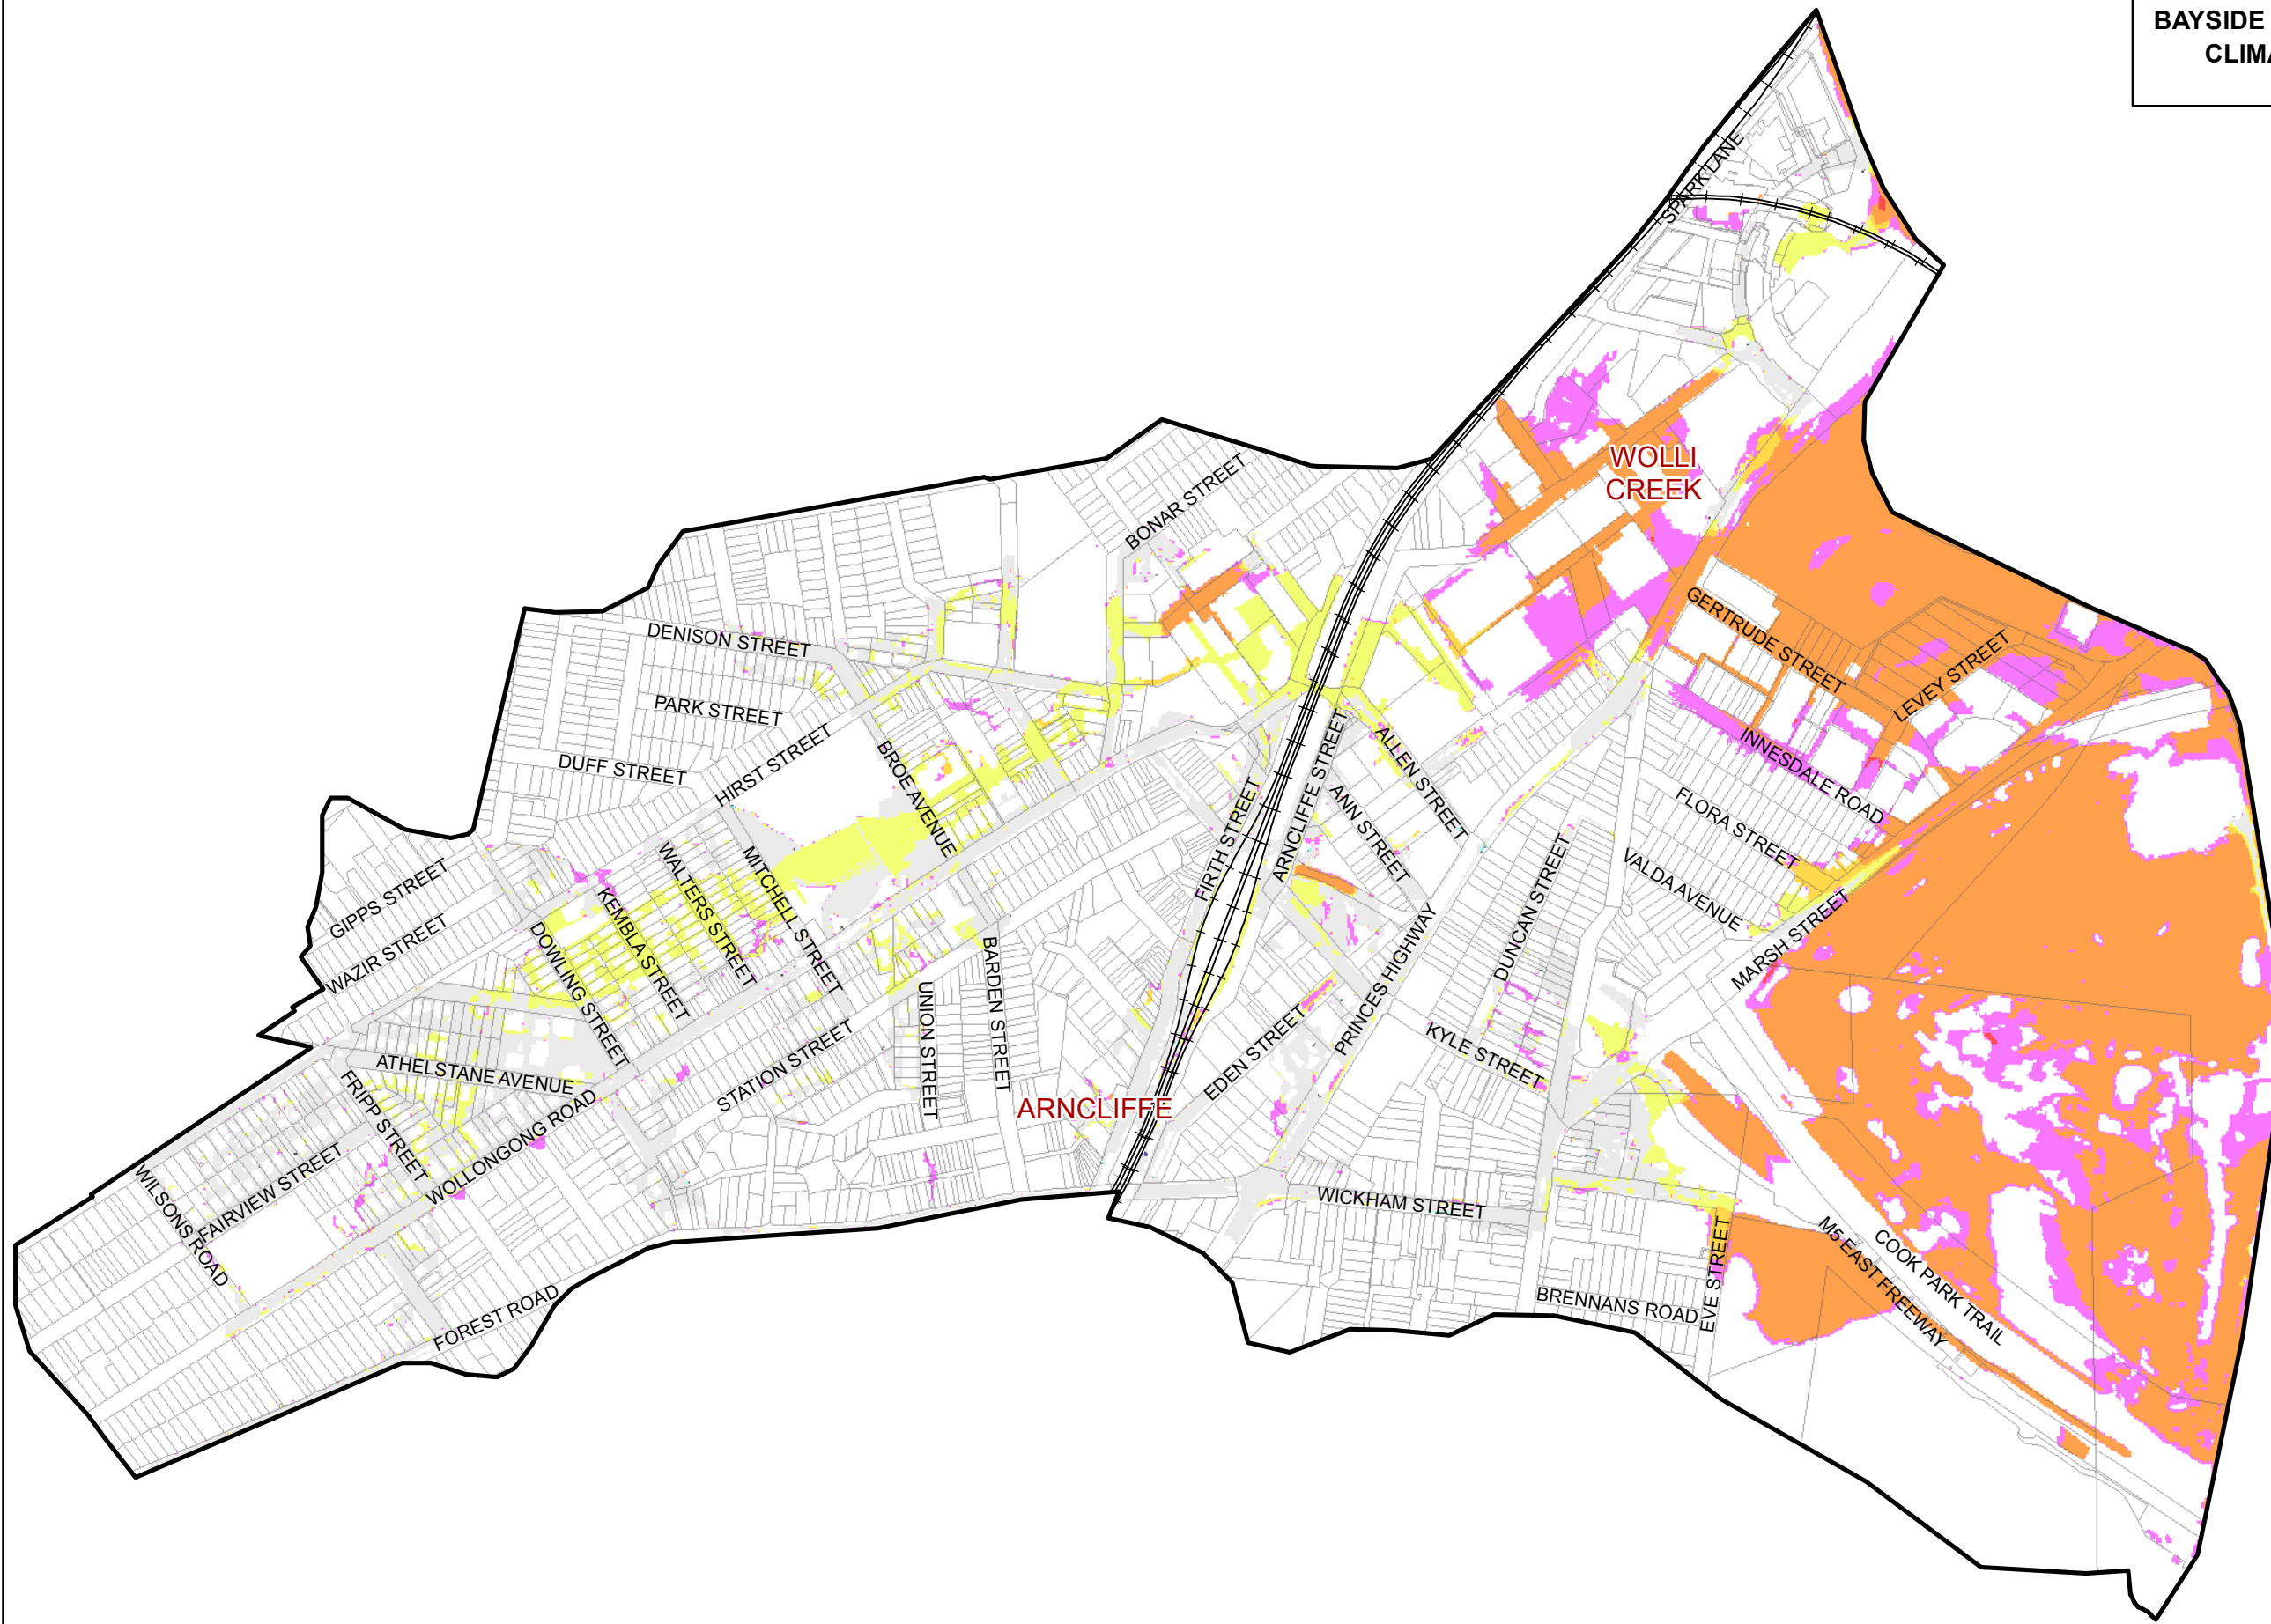 BAYSIDE
CLIMA
SPARK LANE
WOLLI
CREEK
BONAR STREET
GERTRUDE STREET
LEVEY STREET
DENISON STREET
PARK STREET
DUFF STREET
HIRST STREET
BROE AVENUE
ALLEN STREET
INNESDALE ROAD
FLORA STREET
ANN STREET
ARNCLIFFE STREET
FIRTH STREET
VALDA AVENUE
DUNCAN STREET
MARSH STREET
GIPPS STREET
WAZIR STREET
DOWLING STREET
KEMBLA STREET
WALTERS STREET
MITCHELL STREET
BARDEN STREET
UNION STREET
PRINCES HIGHWAY
EDEN STREET
KYLE STREET
ATHELSTANE AVENUE
STATION STREET
ARNCLIFFE
FRIPP STREET
WOLLONGONG ROAD
WILSONS ROAD
FAIRVIEW STREET
WICKHAM STREET
FOREST ROAD
BRENNANS ROAD
EVE STREET
M5 EAST FREEWAY
COOK PARK TRAIL